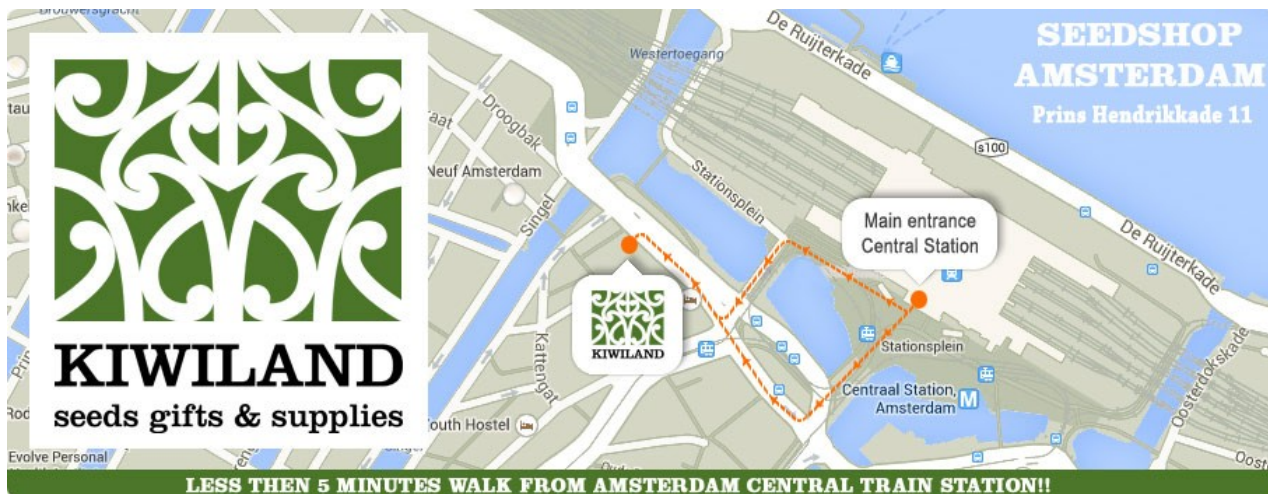 Brouwersgracht
KIWILAND
seeds gifts & supplies
SEEDSHOP
AMSTERDAM
Prins Hendrikkade 11
De Ruijterkade
Westertoegang
s100
Droogbak
Neuf Amsterdam
Singel
Stationsplein
Main entrance
Central Station
De Ruijterkade
KIWILAND
Kattengat
Stationsplein
Centraal Station,
Amsterdam
M
Oosterdokskade
outh Hostel
Evolve Personal
LESS THEN 5 MINUTES WALK FROM AMSTERDAM CENTRAL TRAIN STATION!!